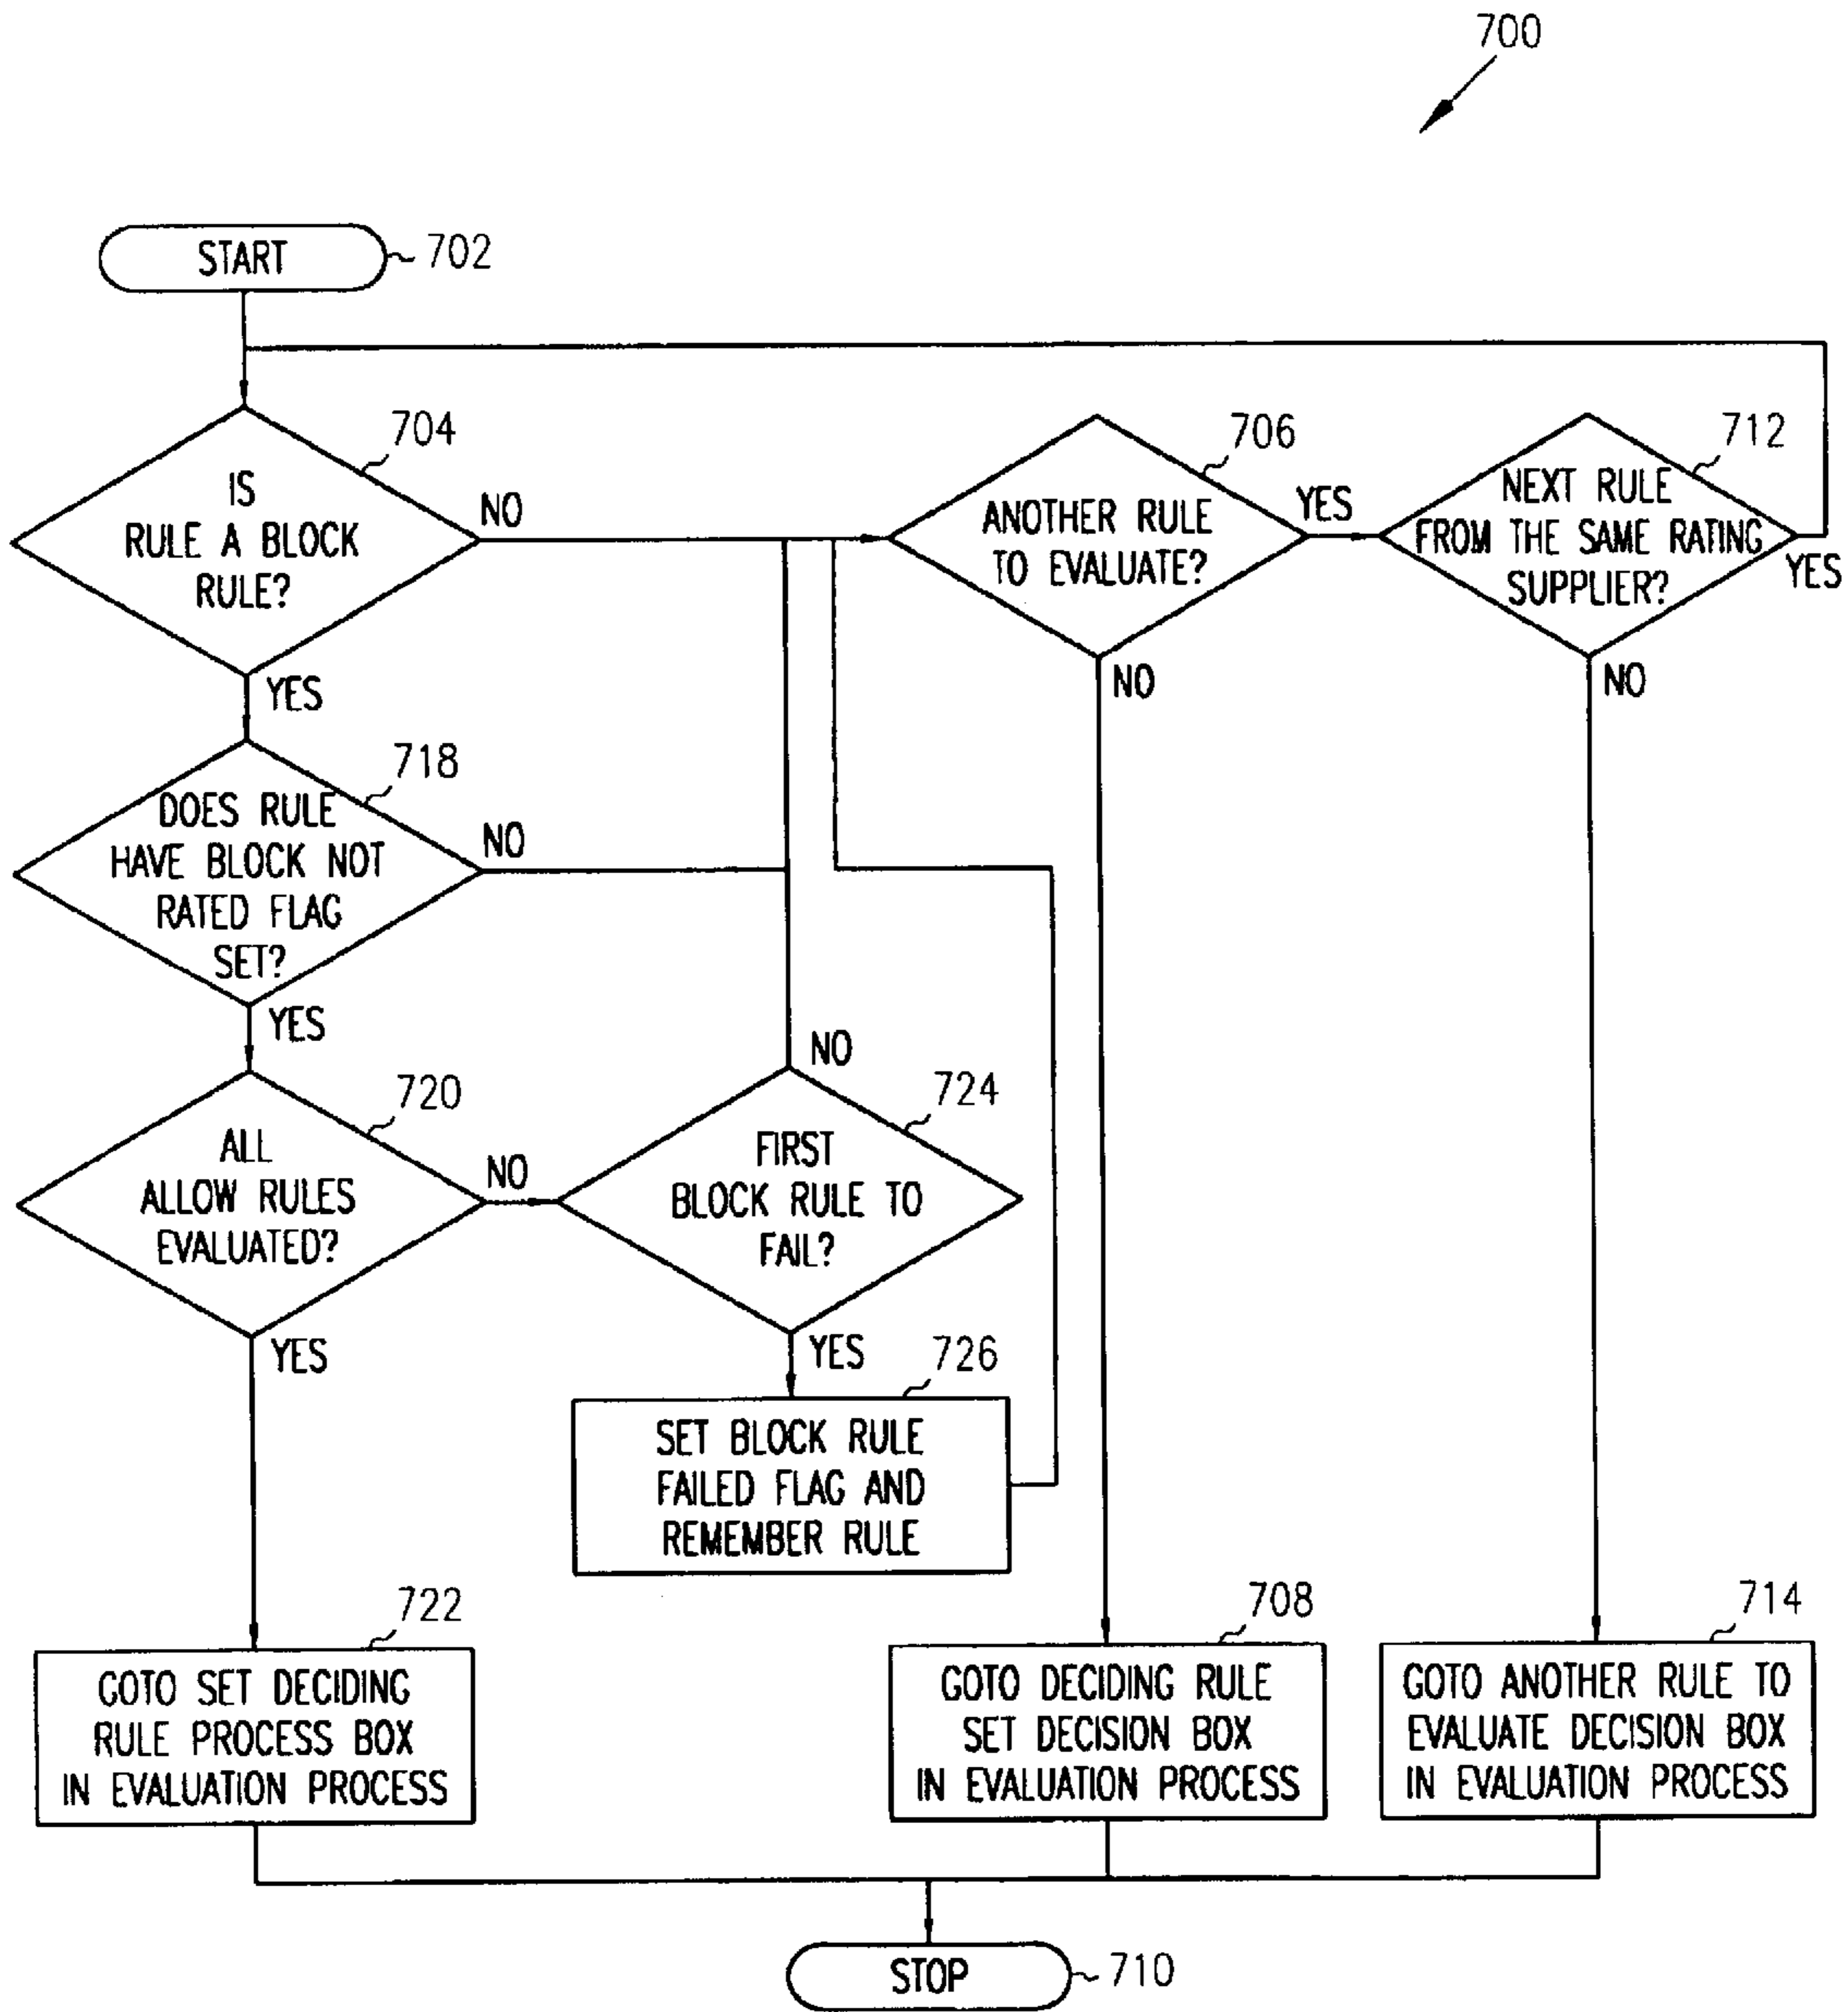 700
START
702
704
IS
RULE A BLOCK
RULE?
NO
YES
706
ANOTHER RULE
TO EVALUATE?
YES
NO
712
NEXT RULE
FROM THE SAME RATING
SUPPLIER?
YES
NO
718
DOES RULE
HAVE BLOCK NOT
RATED FLAG
SET?
NO
YES
720
ALL
ALLOW RULES
EVALUATED?
NO
YES
NO
724
FIRST
BLOCK RULE TO
FAIL?
YES
726
SET BLOCK RULE
FAILED FLAG AND
REMEMBER RULE
722
GOTO SET DECIDING
RULE PROCESS BOX
IN EVALUATION PROCESS
708
GOTO DECIDING RULE
SET DECISION BOX
IN EVALUATION PROCESS
714
GOTO ANOTHER RULE TO
EVALUATE DECISION BOX
IN EVALUATION PROCESS
STOP
710